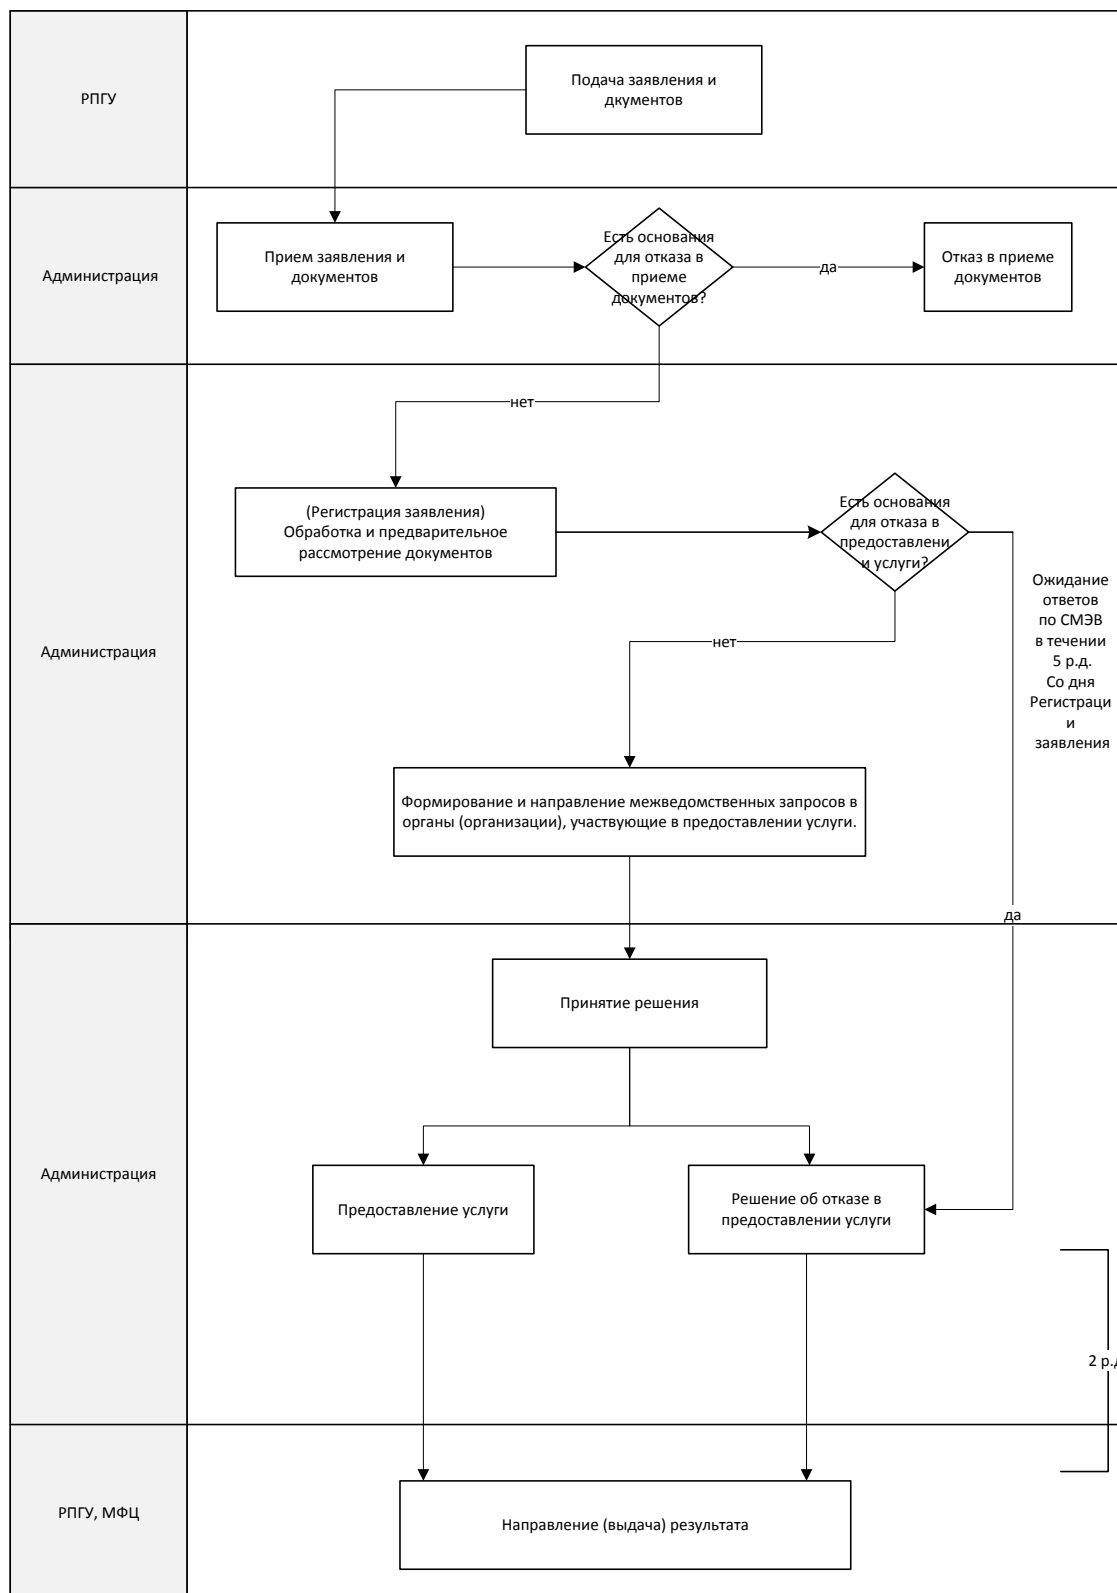 РПГУ
Подача заявления и
дкументов
Администрация
Прием заявления и
документов
Есть основания
для отказа в
приеме
документов?
да
Отказ в приеме
документов
нет
Администрация
(Регистрация заявления)
Обработка и предварительное
рассмотрение документов
Есть основания
для отказа в
предоставлени
и услуги?
Ожидание
ответов
по СМЭВ
в течении
5 р.д.
Со дня
Регистраци
и
заявления
нет
Формирование и направление межведомственных запросов в
органы (организации), участвующие в предоставлении услуги.
да
Администрация
Принятие решения
Предоставление услуги
Решение об отказе в
предоставлении услуги
2 р.д
РПГУ, МФЦ
Направление (выдача) результата